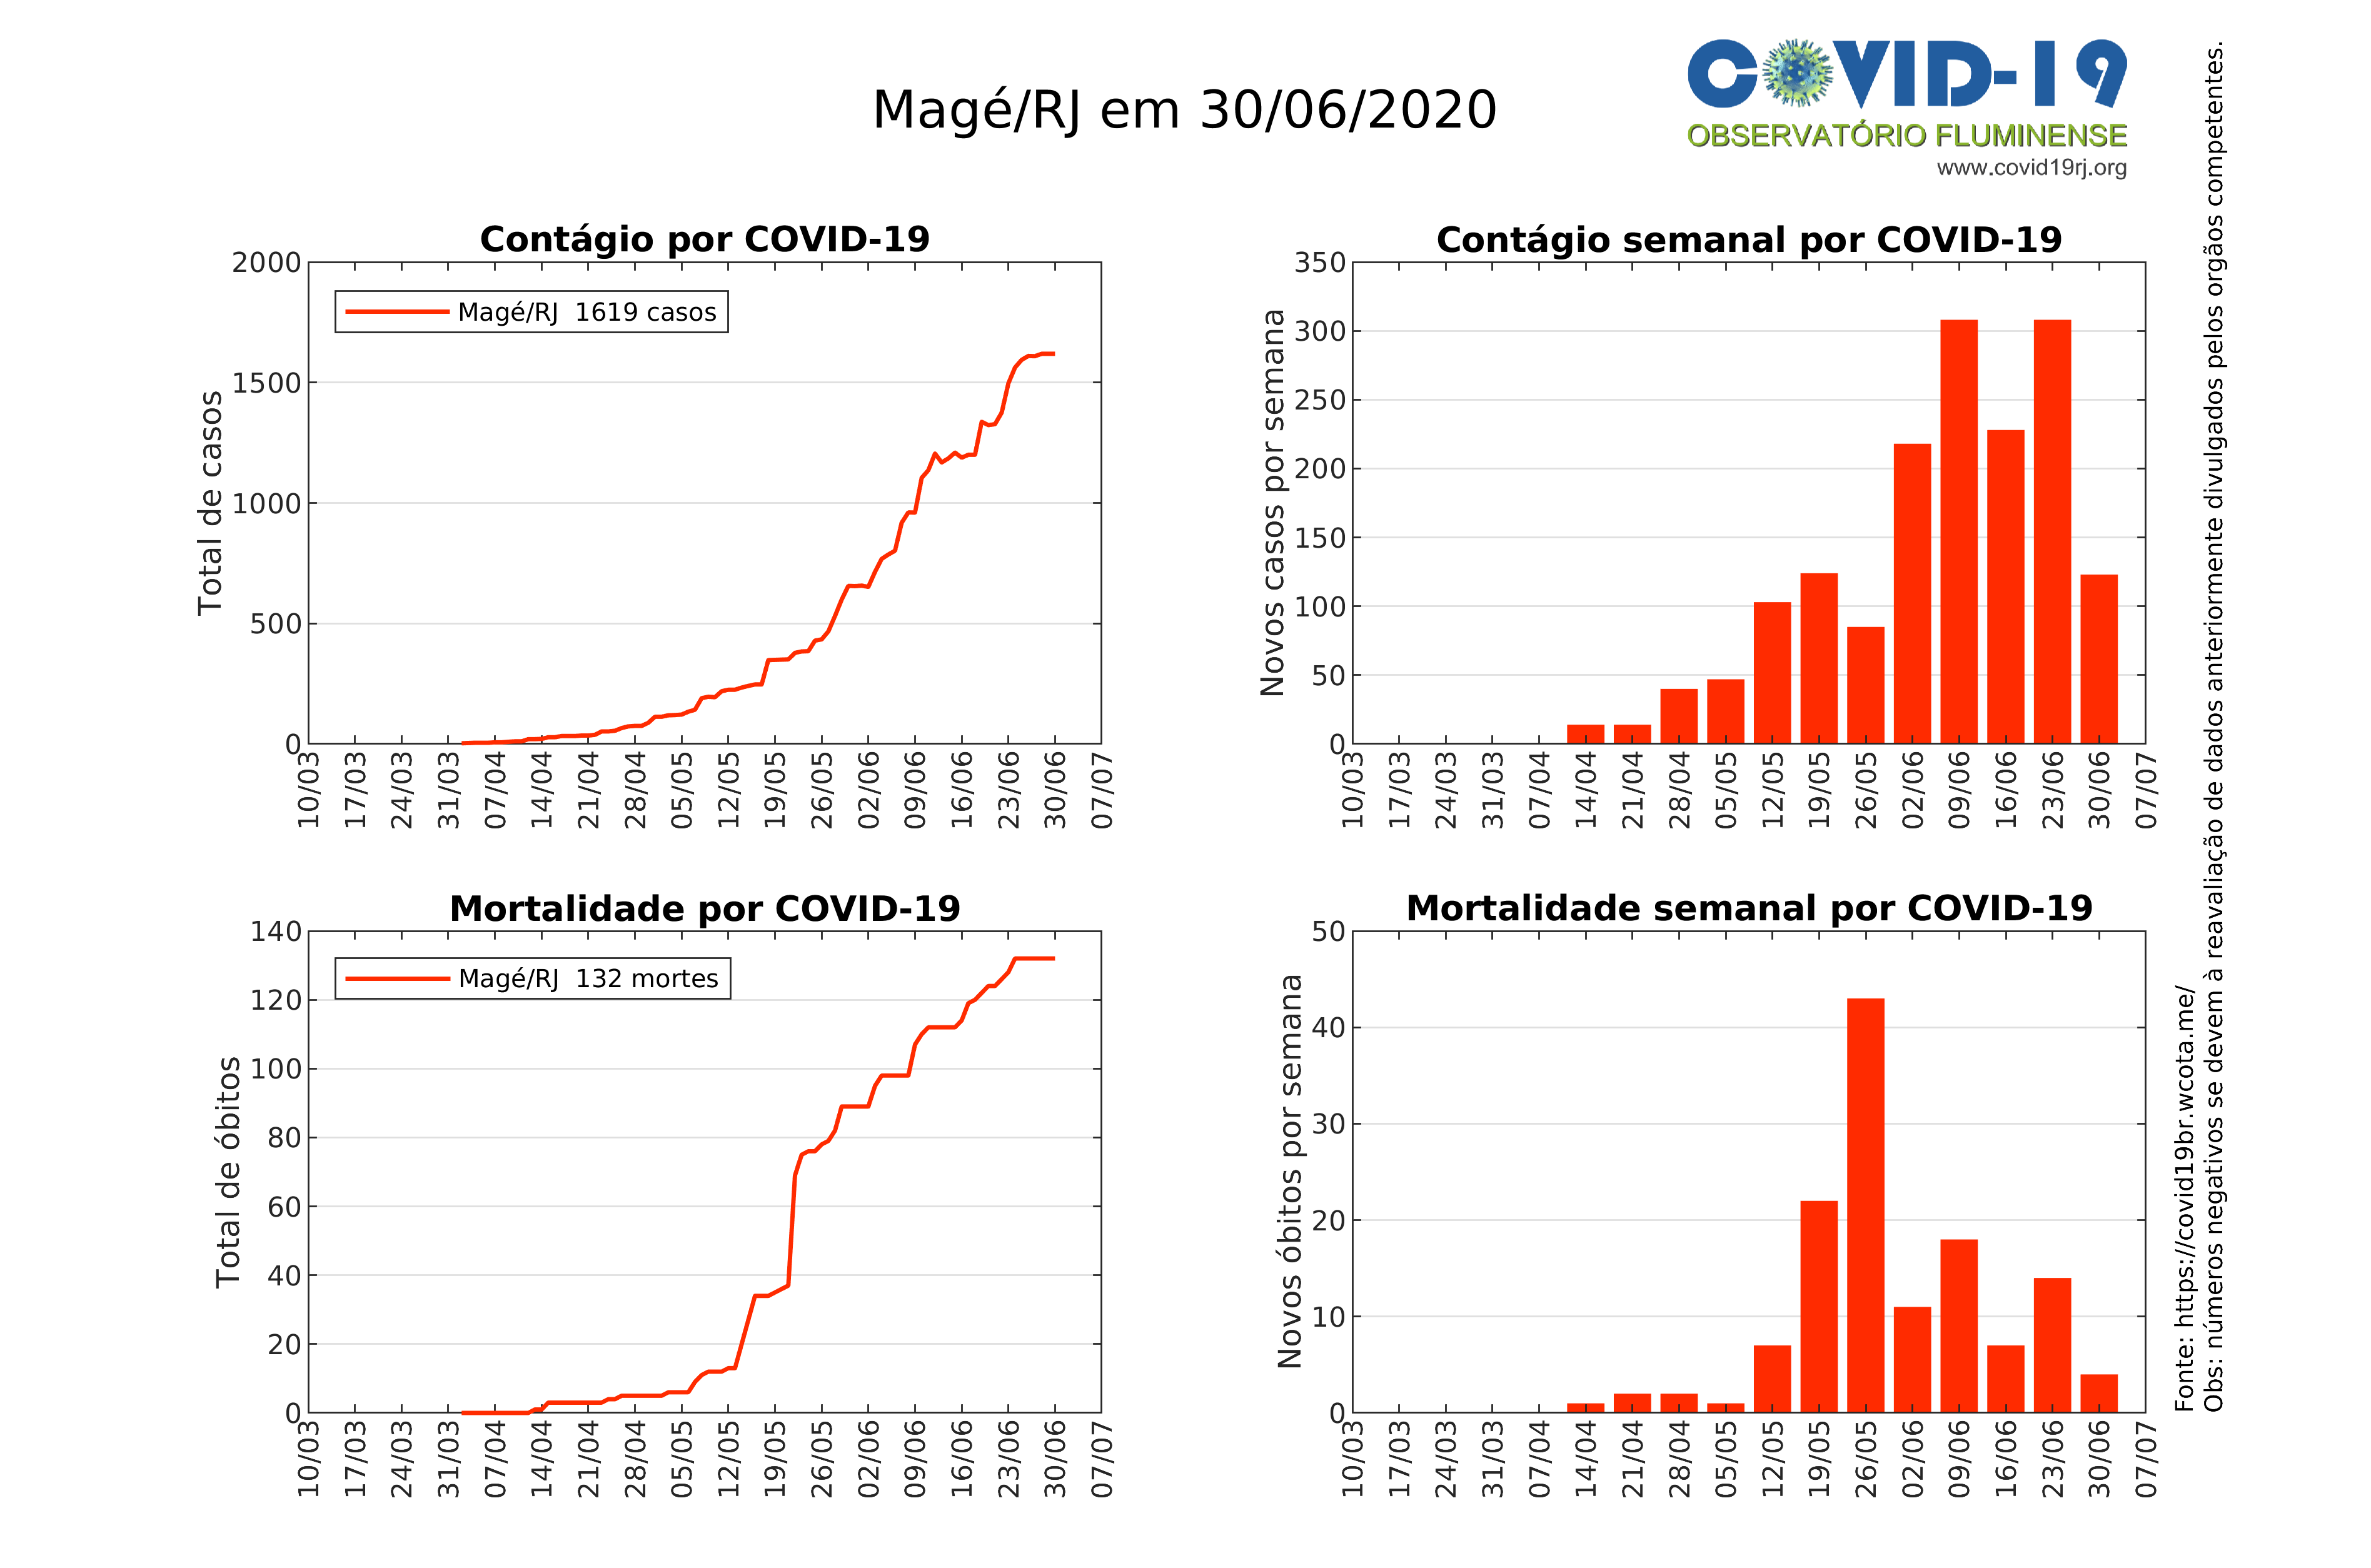 Magé/RJ em 30/06/2020
COVID-19
OBSERVATÓRIO FLUMINENSE
www.covid19rj.org
Contágio por COVID-19
Total de casos
2000
1500
1000
500
0
Magé/RJ 1619 casos
10/03 17/03 24/03 31/03 07/04 14/04 21/04 28/04 05/05 12/05 19/05 26/05 02/06 09/06 16/06 23/06 30/06 07/07
Contágio semanal por COVID-19
Novos casos por semana
350
300
250
200
150
100
50
0
10/03 17/03 24/03 31/03 07/04 14/04 21/04 28/04 05/05 12/05 19/05 26/05 02/06 09/06 16/06 23/06 30/06 07/07
Mortalidade por COVID-19
Total de óbitos
140
120
100
80
60
40
20
0
Magé/RJ 132 mortes
10/03 17/03 24/03 31/03 07/04 14/04 21/04 28/04 05/05 12/05 19/05 26/05 02/06 09/06 16/06 23/06 30/06 07/07
Mortalidade semanal por COVID-19
Novos óbitos por semana
50
40
30
20
10
0
10/03 17/03 24/03 31/03 07/04 14/04 21/04 28/04 05/05 12/05 19/05 26/05 02/06 09/06 16/06 23/06 30/06 07/07
Fonte: https://covid19br.wcota.me/
Obs: números negativos se devem à reavaliação de dados anteriormente divulgados pelos orgãos competentes.